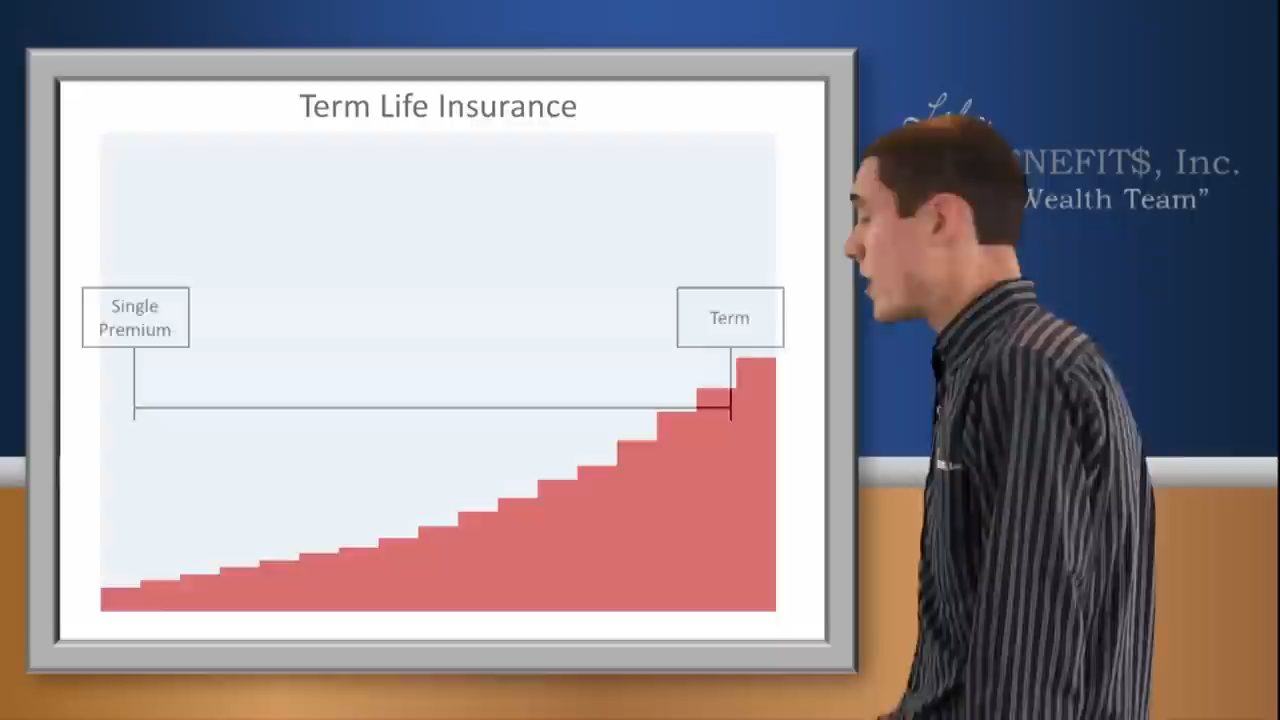 Term Life Insurance
Single
Premium
Term
NEFIT$, Inc.
Wealth Team”